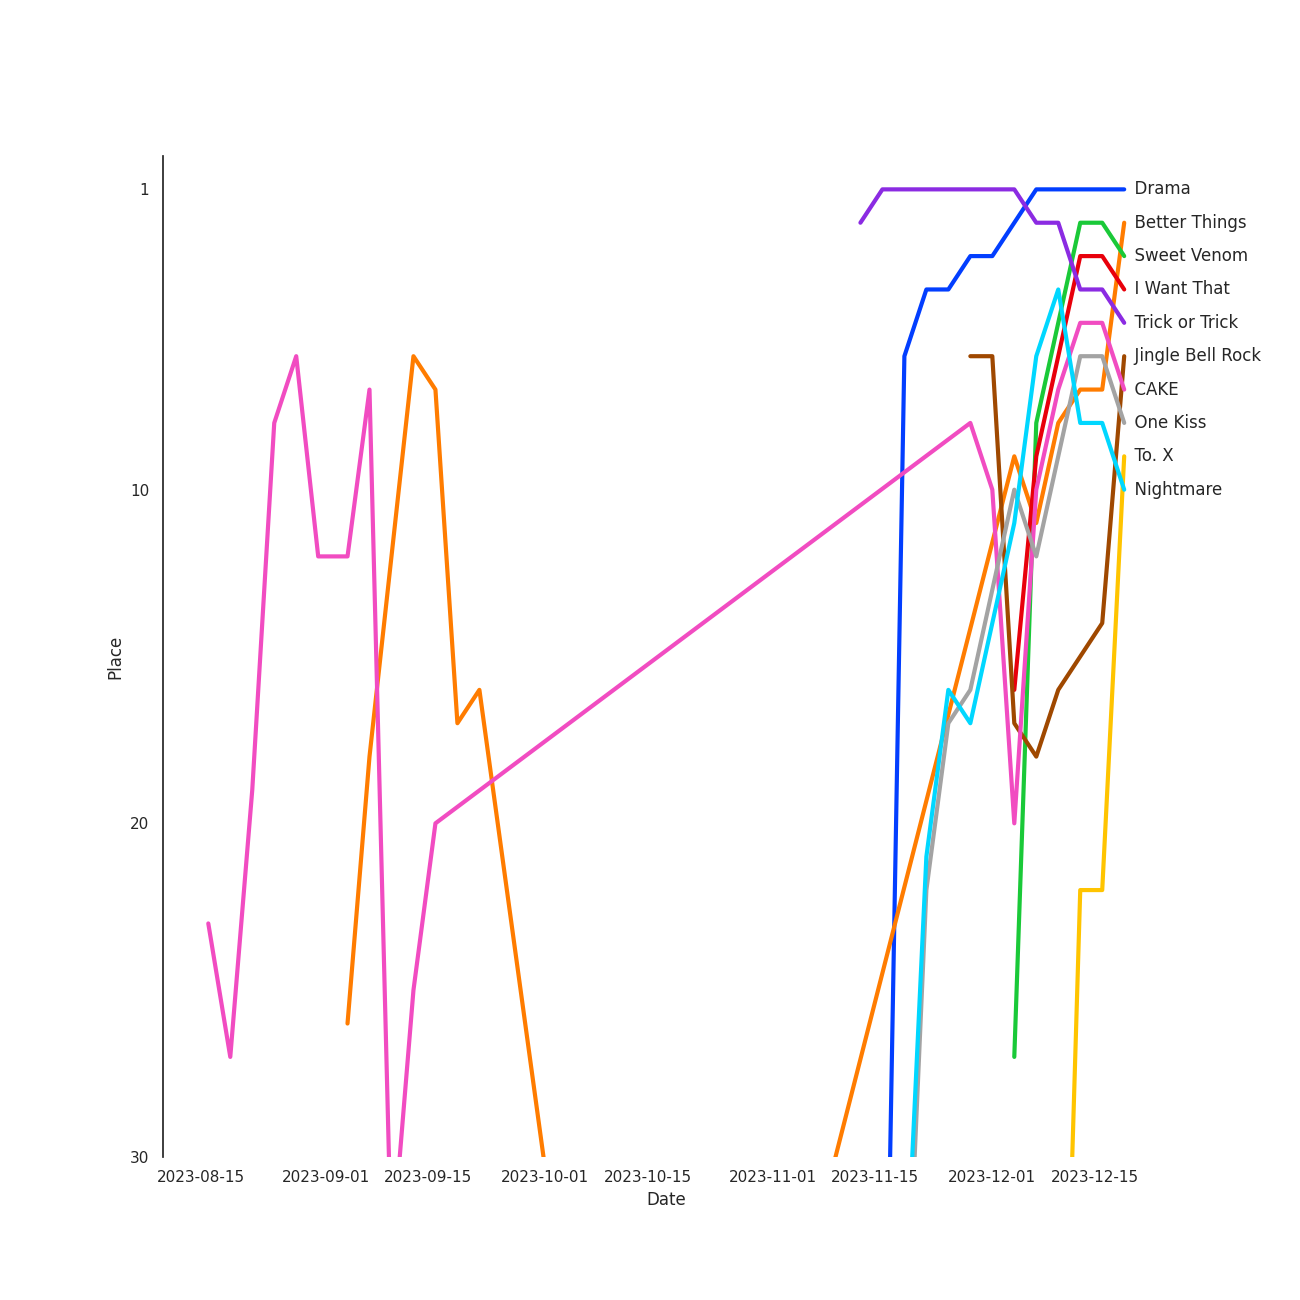 1
10
20
30
Place
2023-08-15
2023-09-01
2023-09-15
2023-10-01
2023-10-15
2023-11-01
2023-11-15
2023-12-01
2023-12-15
Date
Drama
Better Things
Sweet Venom
I Want That
Trick or Trick
Jingle Bell Rock
CAKE
One Kiss
To. X
Nightmare